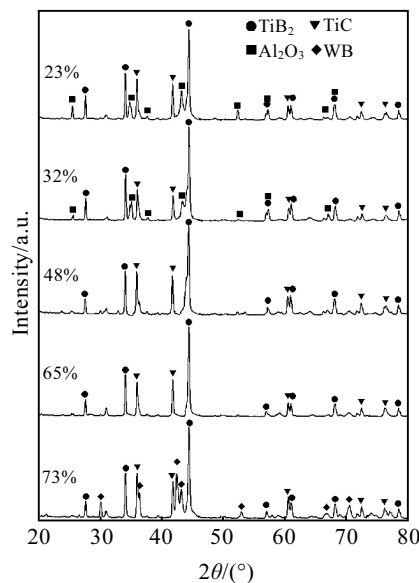 ● TiB₂ ▼ TiC
■ Al₂O₃ ◆ WB
23%
32%
48%
65%
73%
Intensity/a.u.
20 30 40 50 60 70 80
2θ/(°)